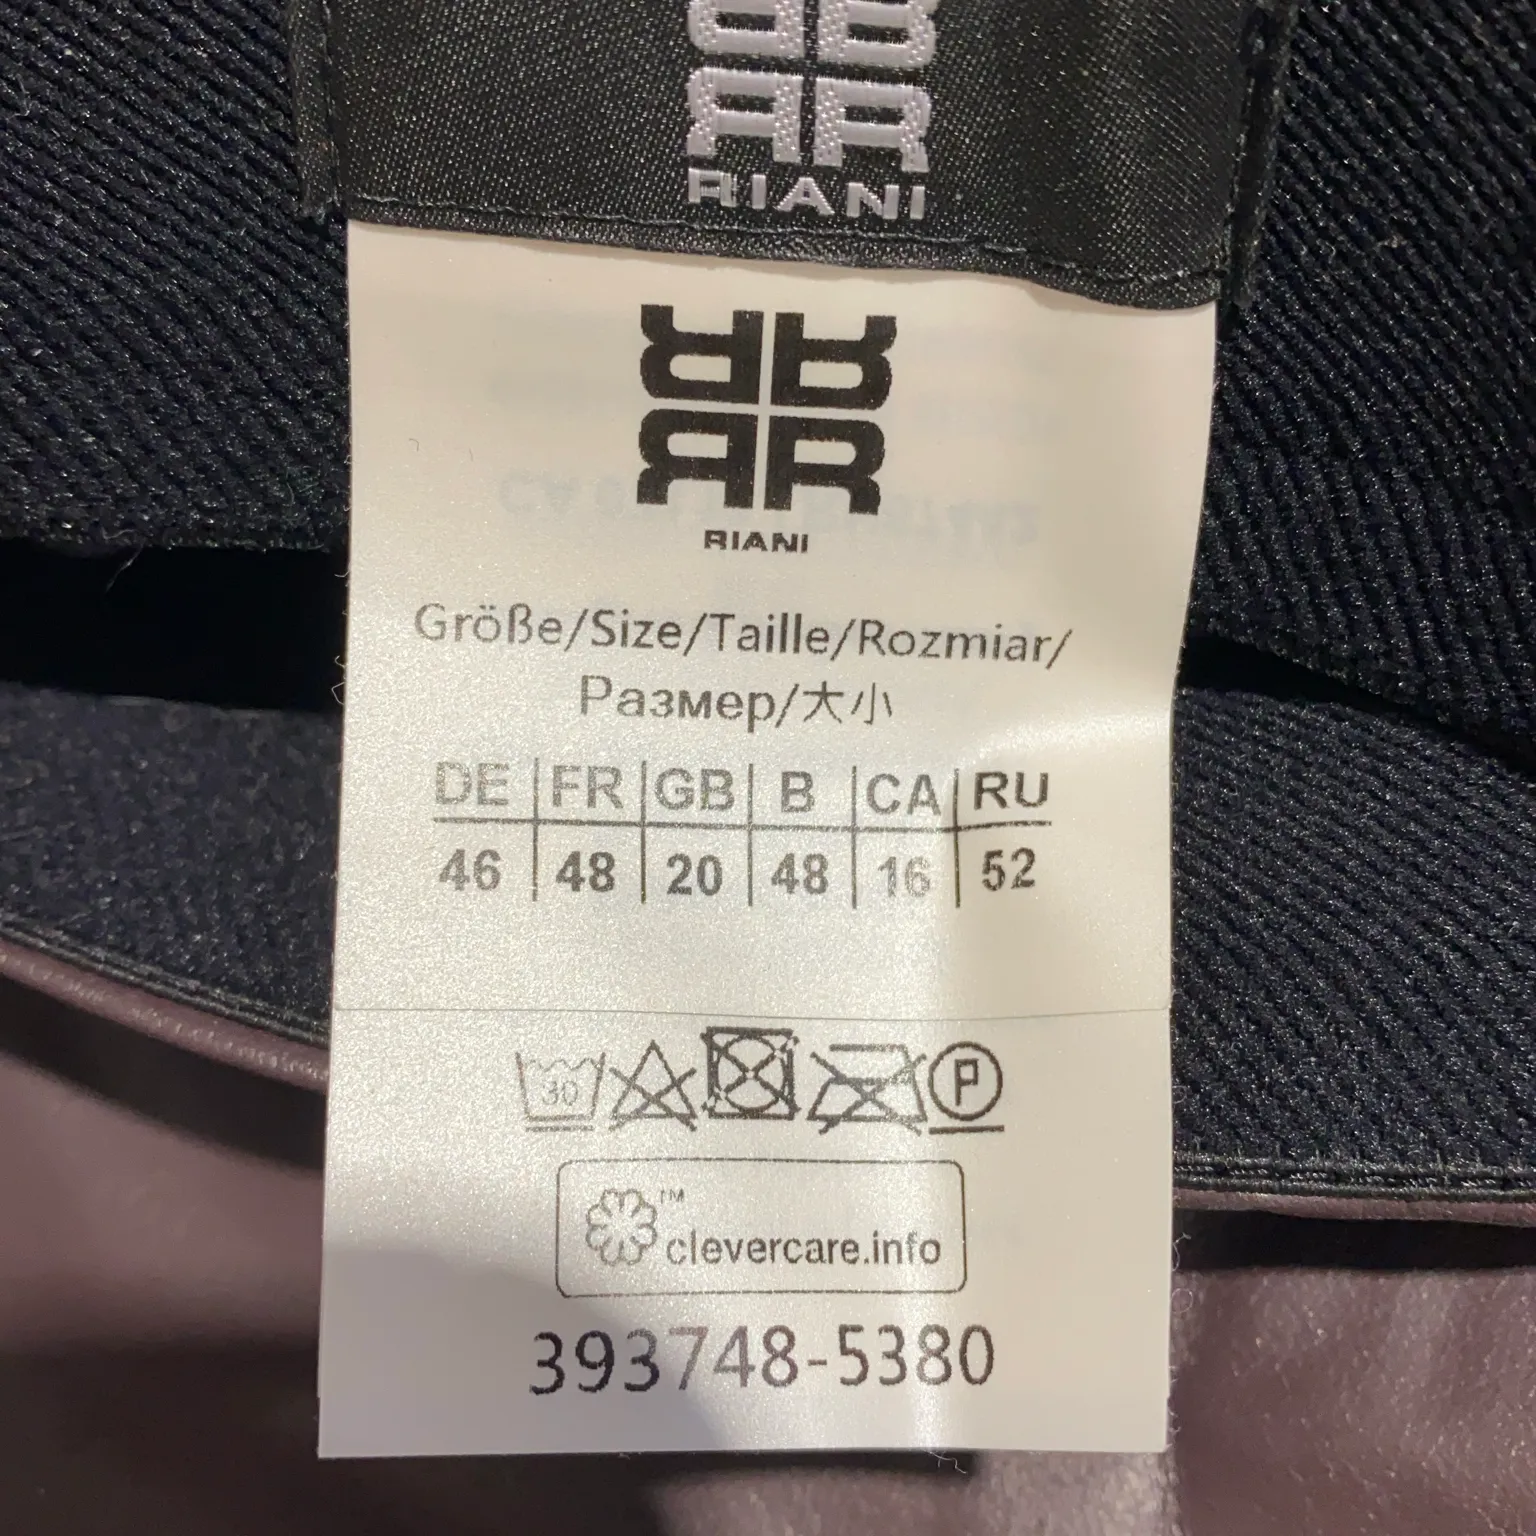 RIANI
RIANI
Größe/Size/Taille/Rozmiar/
Размер/大小
DE | FR | GB | B | CA | RU
46 | 48 | 20 | 48 | 16 | 52
30 P
™
clevercare.info
393748-5380